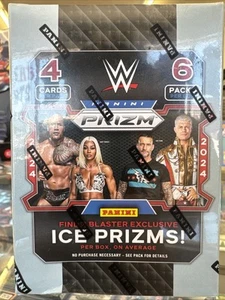 W
4 6
CARDS PACKS
PANINI
PRIZM
2024
PANINI
FIND BLASTER EXCLUSIVE
ICE PRIZMS!
PER BOX, ON AVERAGE
NO PURCHASE NECESSARY - SEE PACK FOR DETAILS